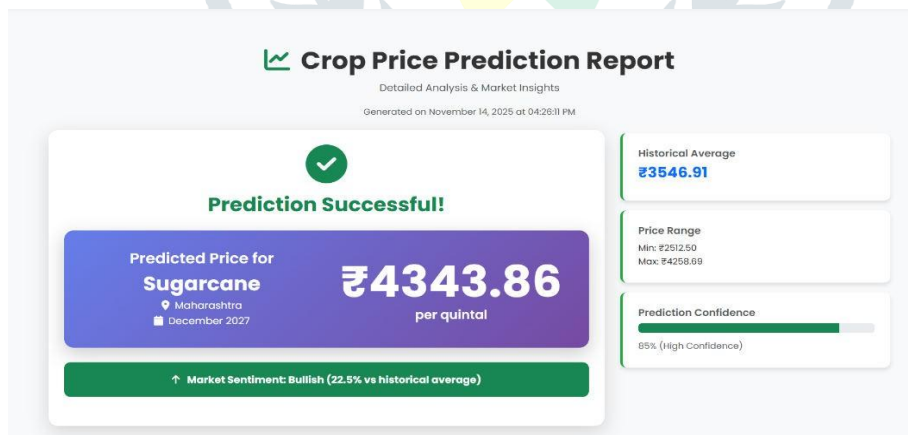 Crop Price Prediction Report
Detailed Analysis & Market Insights
Generated on November 14, 2025 at 04:26:11 PM
Prediction Successful!
Predicted Price for
Sugarcane
Maharashtra
December 2027
₹4343.86
per quintal
↑ Market Sentiment: Bullish (22.5% vs historical average)
Historical Average
₹3546.91
Price Range
Min: ₹2512.50
Max: ₹4258.69
Prediction Confidence
85% (High Confidence)